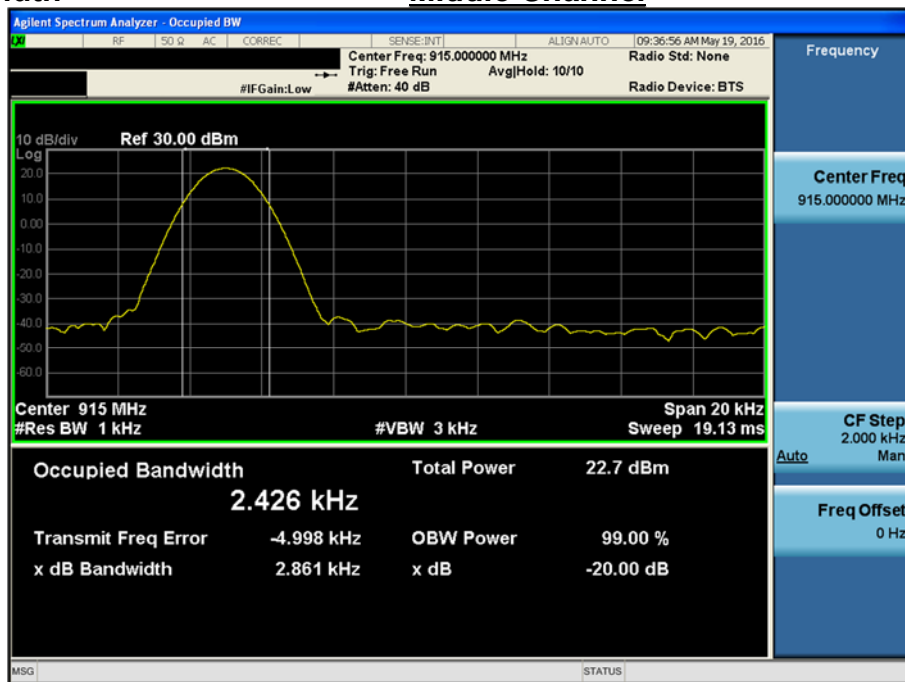 Middle Channel
Agilent Spectrum Analyzer - Occupied BW
LXI RF 50 Ω AC CORREC SENSE:INT ALIGN AUTO 09:36:56 AM May 19, 2016
Center Freq: 915.000000 MHz Radio Std: None
Trig: Free Run Avg|Hold: 10/10
#IFGain:Low #Atten: 40 dB Radio Device: BTS
Frequency
10 dB/div Ref 30.00 dBm
Log
20.0
10.0
0.00
-10.0
-20.0
-30.0
-40.0
-50.0
-60.0
Center 915 MHz Span 20 kHz
#Res BW 1 kHz #VBW 3 kHz Sweep 19.13 ms
Center Freq
915.000000 MHz
CF Step
2.000 kHz
Auto Man
Freq Offset
0 Hz
Occupied Bandwidth Total Power 22.7 dBm
2.426 kHz
Transmit Freq Error -4.998 kHz OBW Power 99.00 %
x dB Bandwidth 2.861 kHz x dB -20.00 dB
MSG STATUS